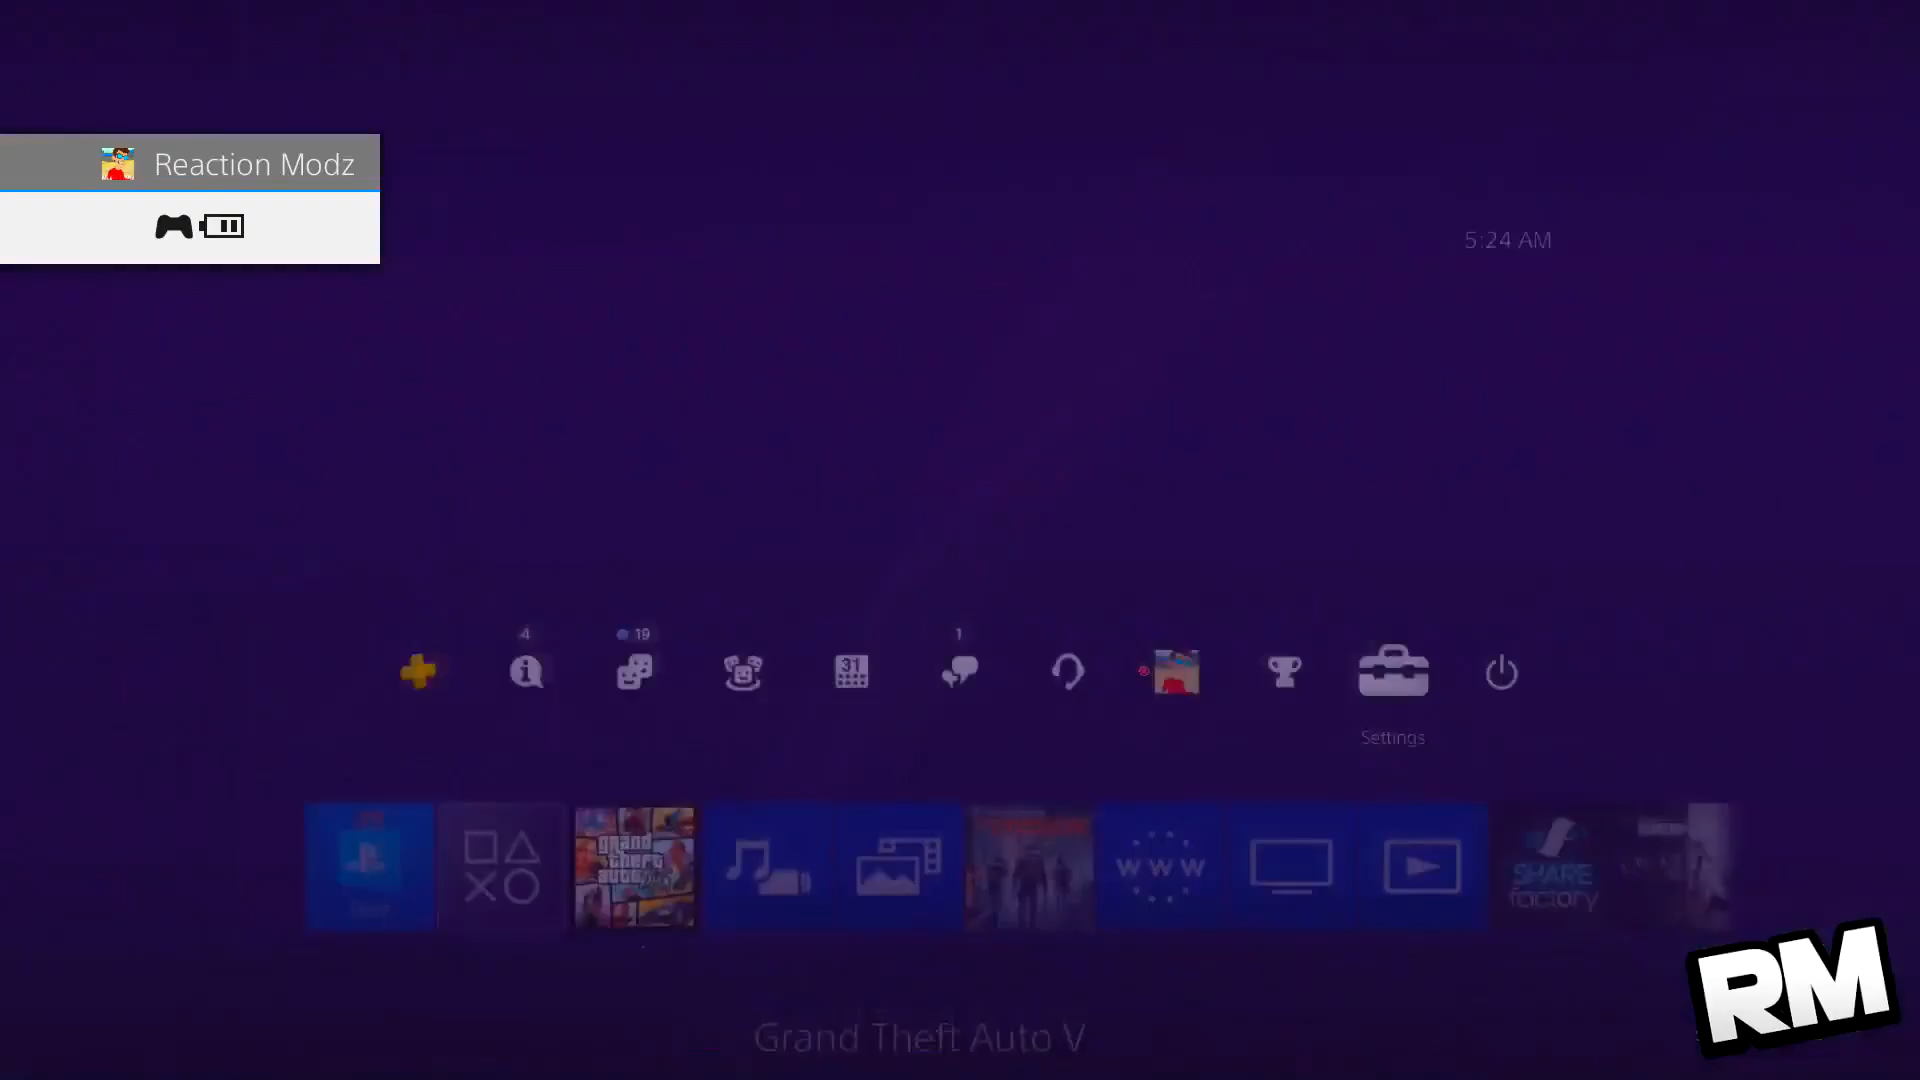 Reaction Modz
5:24 AM
4
19
1
31
Settings
grand
theft
auto
WWW
SHARE
factory
Grand Theft Auto V
RM